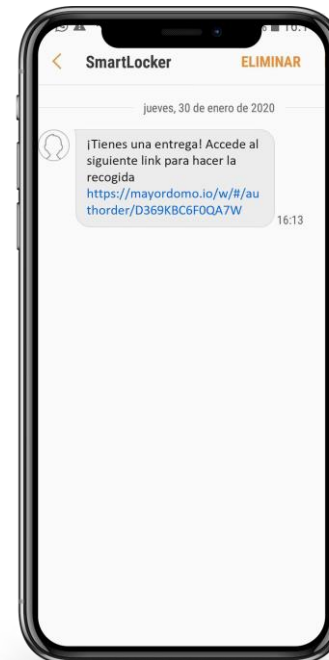 SmartLocker
ELIMINAR
jueves, 30 de enero de 2020
¡Tienes una entrega! Accede al
siguiente link para hacer la
recogida
https://mayordomo.io/w/#/au
thorder/D369KBC6F0QA7W
16:13